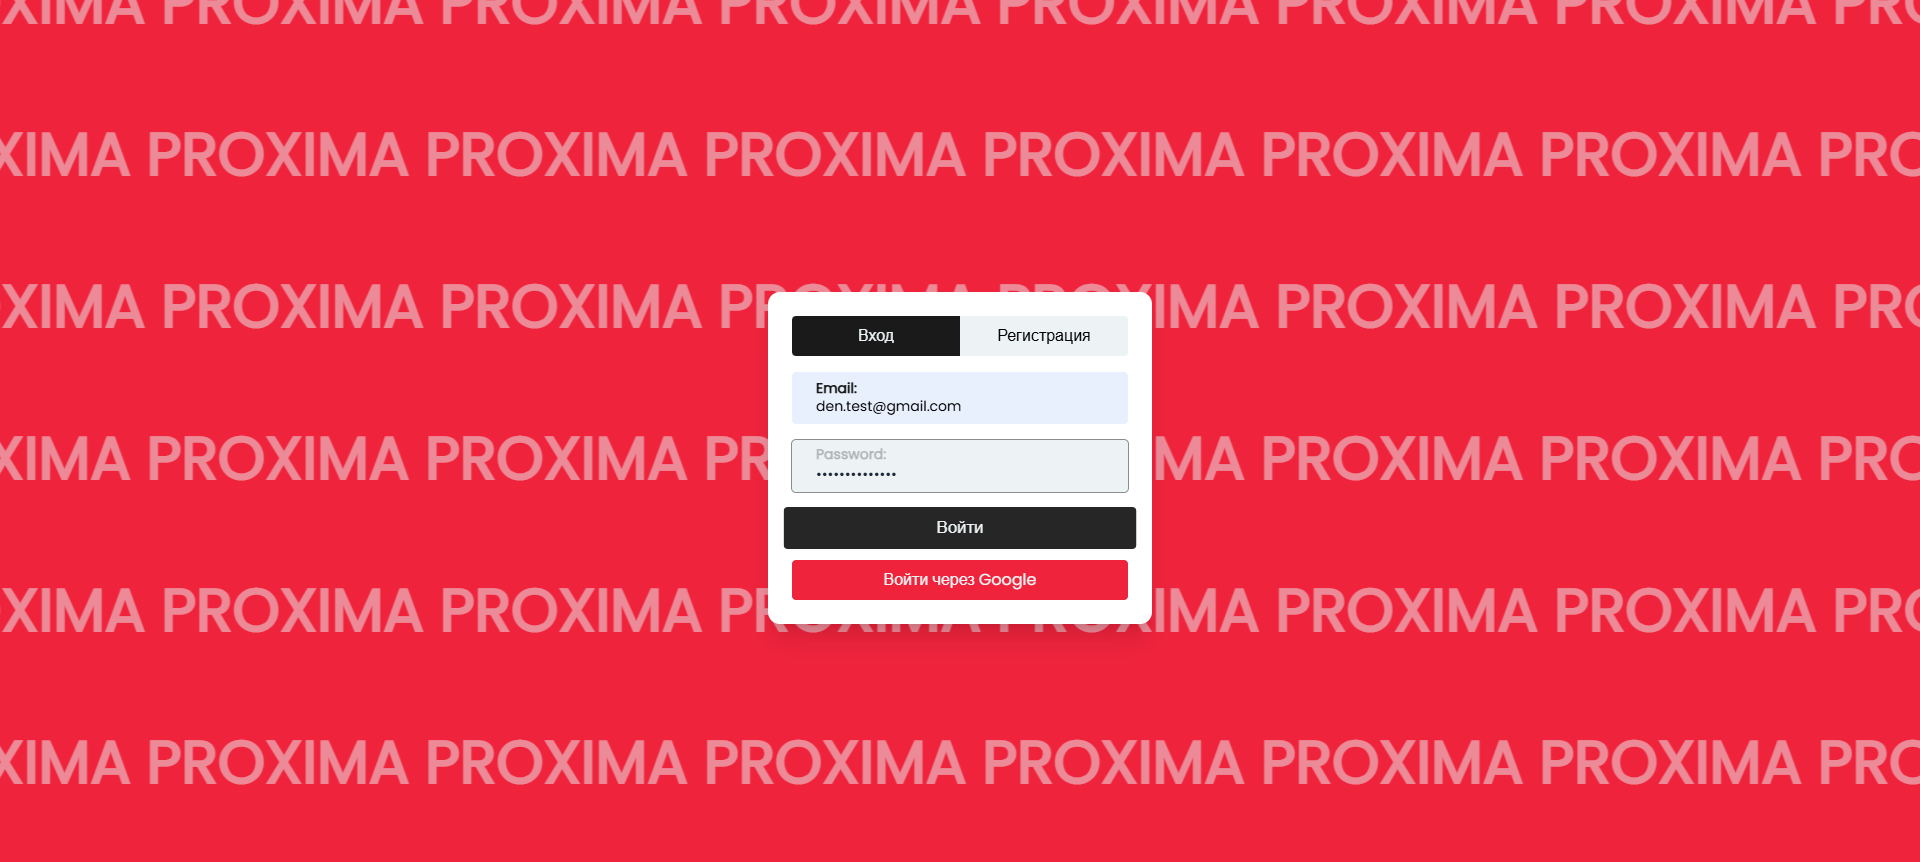 XIMA PROXIMA PROXIMA PROXIMA PROXIMA PROXIMA PROXIMA PRO
XIMA PROXIMA PROXIMA PROXIMA PROXIMA PROXIMA PROXIMA PRO
XIMA PROXIMA PROXIMA PR XIMA PROXIMA PROXIMA PRO
Вход Регистрация
Email:
den.test@gmail.com
XIMA PROXIMA PROXIMA PR MA PROXIMA PROXIMA PRO
Password:
••••••••••••••
Войти
Войти через Google
XIMA PROXIMA PROXIMA PR IMA PROXIMA PROXIMA PRO
XIMA PROXIMA PROXIMA PROXIMA PROXIMA PROXIMA PROXIMA PRO